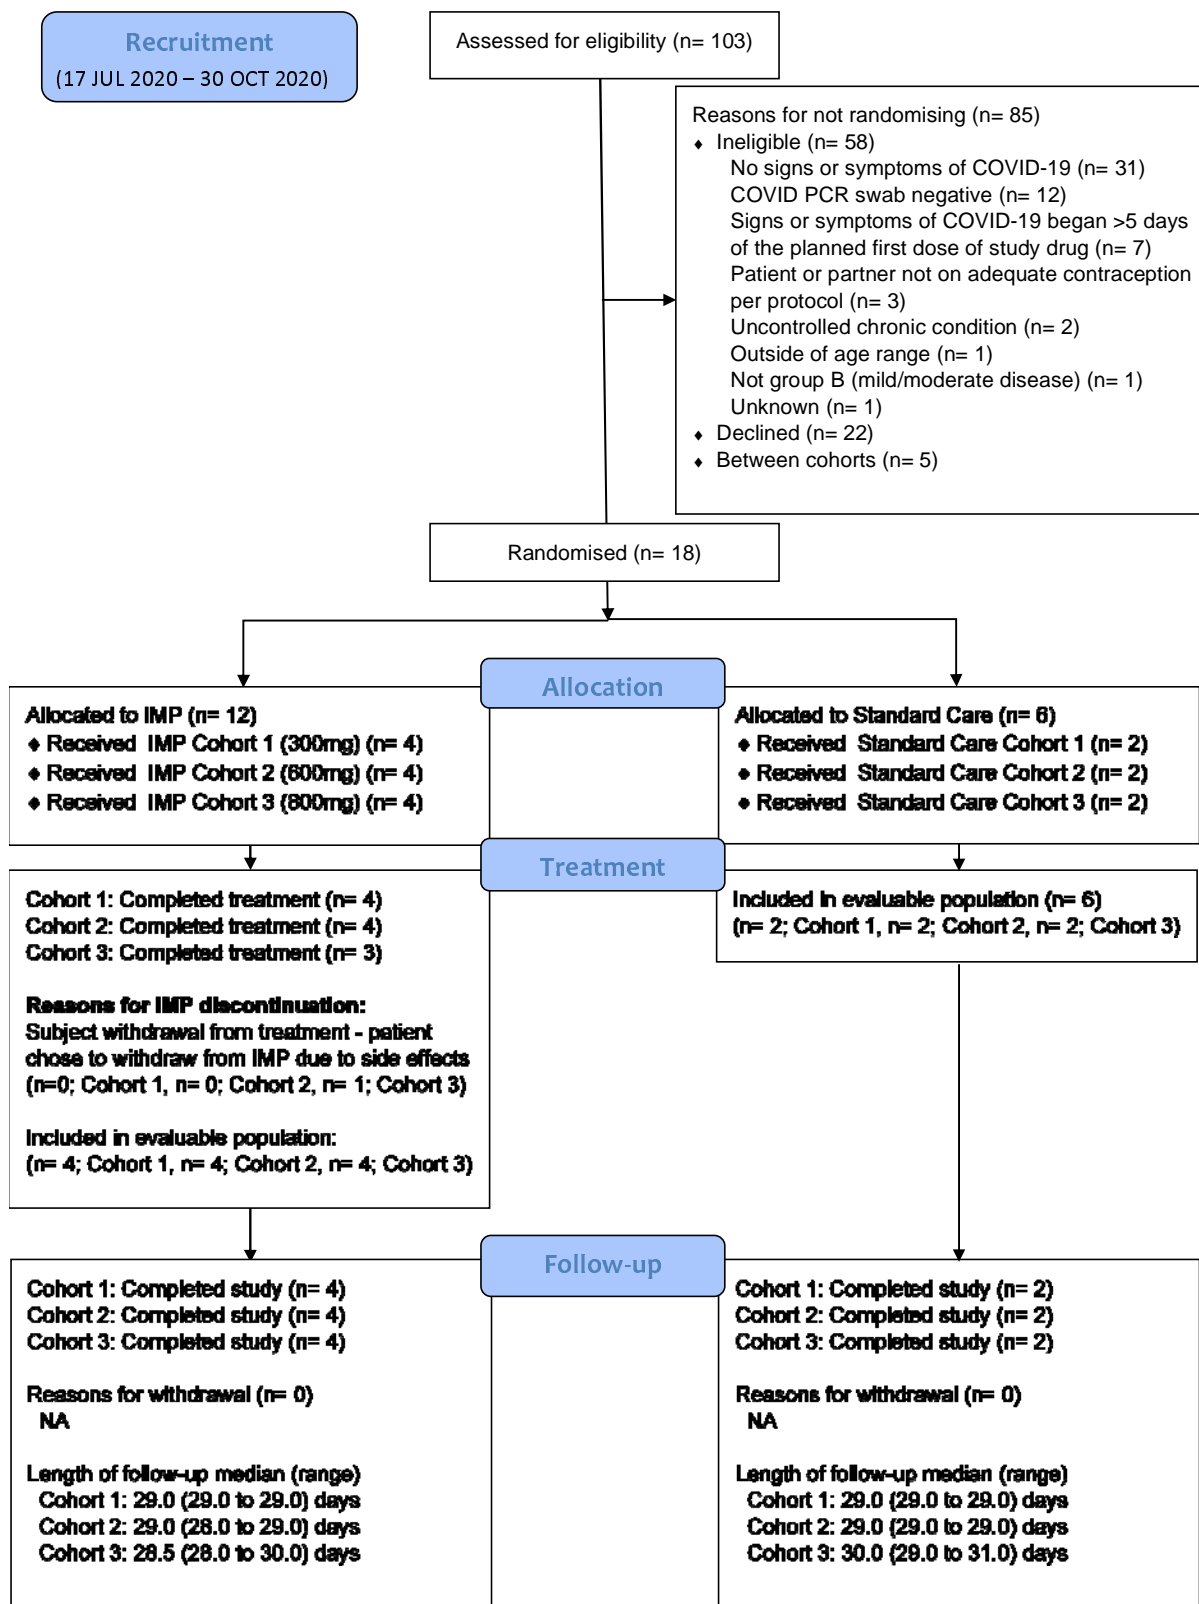 Recruitment
(17 JUL 2020 – 30 OCT 2020)
Assessed for eligibility (n= 103)
Reasons for not randomising (n= 85)
♦ Ineligible (n= 58)
No signs or symptoms of COVID-19 (n= 31)
COVID PCR swab negative (n= 12)
Signs or symptoms of COVID-19 began >5 days
of the planned first dose of study drug (n= 7)
Patient or partner not on adequate contraception
per protocol (n= 3)
Uncontrolled chronic condition (n= 2)
Outside of age range (n= 1)
Not group B (mild/moderate disease) (n= 1)
Unknown (n= 1)
♦ Declined (n= 22)
♦ Between cohorts (n= 5)
Randomised (n= 18)
Allocation
Allocated to IMP (n= 12)
♦ Received IMP Cohort 1 (300mg) (n= 4)
♦ Received IMP Cohort 2 (600mg) (n= 4)
♦ Received IMP Cohort 3 (800mg) (n= 4)
Allocated to Standard Care (n= 6)
♦ Received Standard Care Cohort 1 (n= 2)
♦ Received Standard Care Cohort 2 (n= 2)
♦ Received Standard Care Cohort 3 (n= 2)
Treatment
Cohort 1: Completed treatment (n= 4)
Cohort 2: Completed treatment (n= 4)
Cohort 3: Completed treatment (n= 3)
Reasons for IMP discontinuation:
Subject withdrawal from treatment - patient
chose to withdraw from IMP due to side effects
(n=0; Cohort 1, n= 0; Cohort 2, n= 1; Cohort 3)
Included in evaluable population:
(n= 4; Cohort 1, n= 4; Cohort 2, n= 4; Cohort 3)
Included in evaluable population (n= 6)
(n= 2; Cohort 1, n= 2; Cohort 2, n= 2; Cohort 3)
Follow-up
Cohort 1: Completed study (n= 4)
Cohort 2: Completed study (n= 4)
Cohort 3: Completed study (n= 4)
Reasons for withdrawal (n= 0)
NA
Length of follow-up median (range)
Cohort 1: 29.0 (29.0 to 29.0) days
Cohort 2: 29.0 (28.0 to 29.0) days
Cohort 3: 28.5 (28.0 to 30.0) days
Cohort 1: Completed study (n= 2)
Cohort 2: Completed study (n= 2)
Cohort 3: Completed study (n= 2)
Reasons for withdrawal (n= 0)
NA
Length of follow-up median (range)
Cohort 1: 29.0 (29.0 to 29.0) days
Cohort 2: 29.0 (29.0 to 29.0) days
Cohort 3: 30.0 (29.0 to 31.0) days